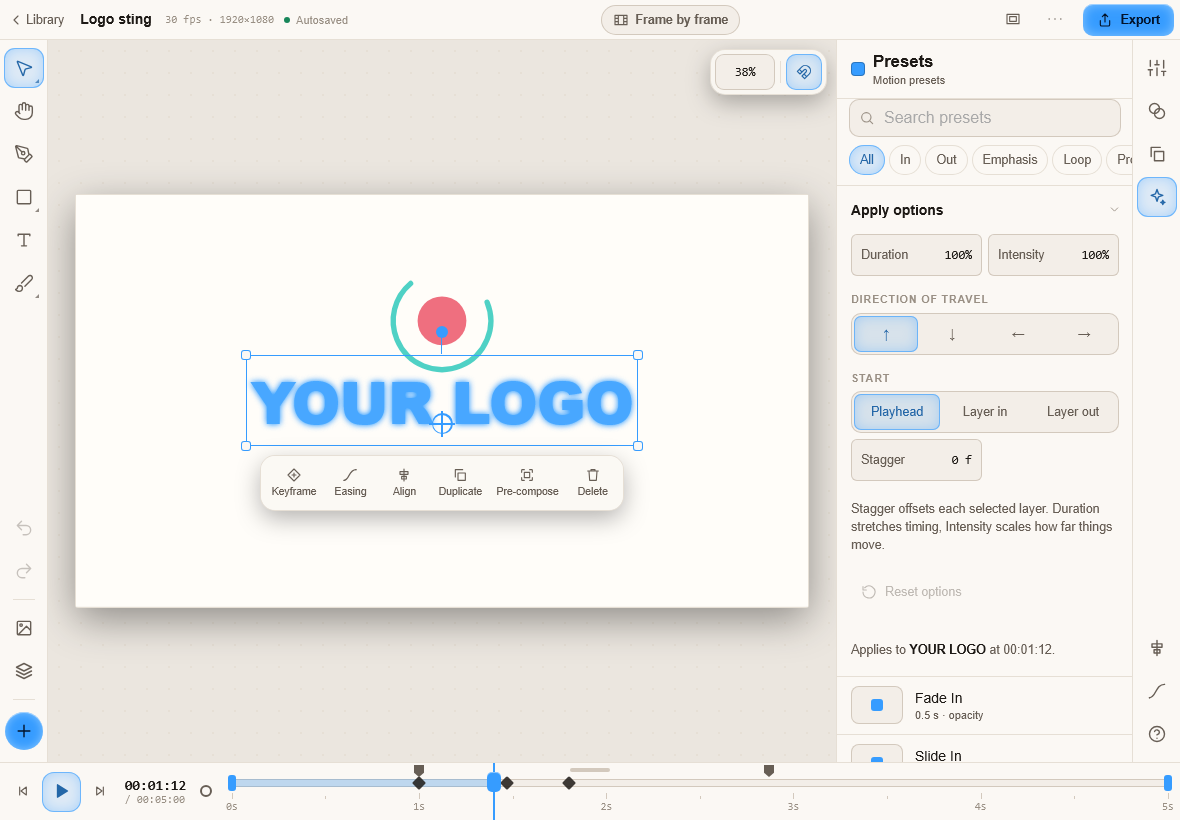 Library
Logo sting
30 fps · 1920×1080
Autosaved
Frame by frame
Export
38%
Presets
Motion presets
Search presets
All
In
Out
Emphasis
Loop
Apply options
Duration 100%
Intensity 100%
DIRECTION OF TRAVEL
START
Playhead
Layer in
Layer out
Stagger 0 f
Stagger offsets each selected layer. Duration
stretches timing, Intensity scales how far things
move.
Reset options
Applies to YOUR LOGO at 00:01:12.
Fade In
0.5 s · opacity
Slide In
YOUR LOGO
Keyframe
Easing
Align
Duplicate
Pre-compose
Delete
00:01:12
/ 00:05:00
0s
1s
2s
3s
4s
5s